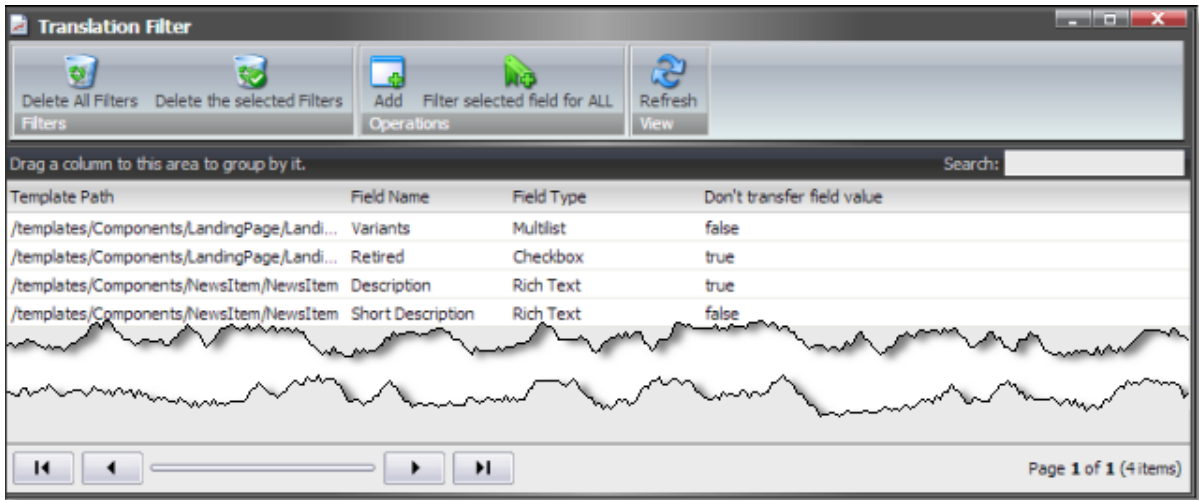 Translation Filter
Delete All Filters Delete the selected Filters Add Filter selected field for ALL Refresh
Filters Operations View
Drag a column to this area to group by it. Search:
Template Path Field Name Field Type Don't transfer field value
/templates/Components/LandingPage/Landi... Variants Multilist false
/templates/Components/LandingPage/Landi... Retired Checkbox true
/templates/Components/NewsItem/NewsItem Description Rich Text true
/templates/Components/NewsItem/NewsItem Short Description Rich Text false
Page 1 of 1 (4 items)